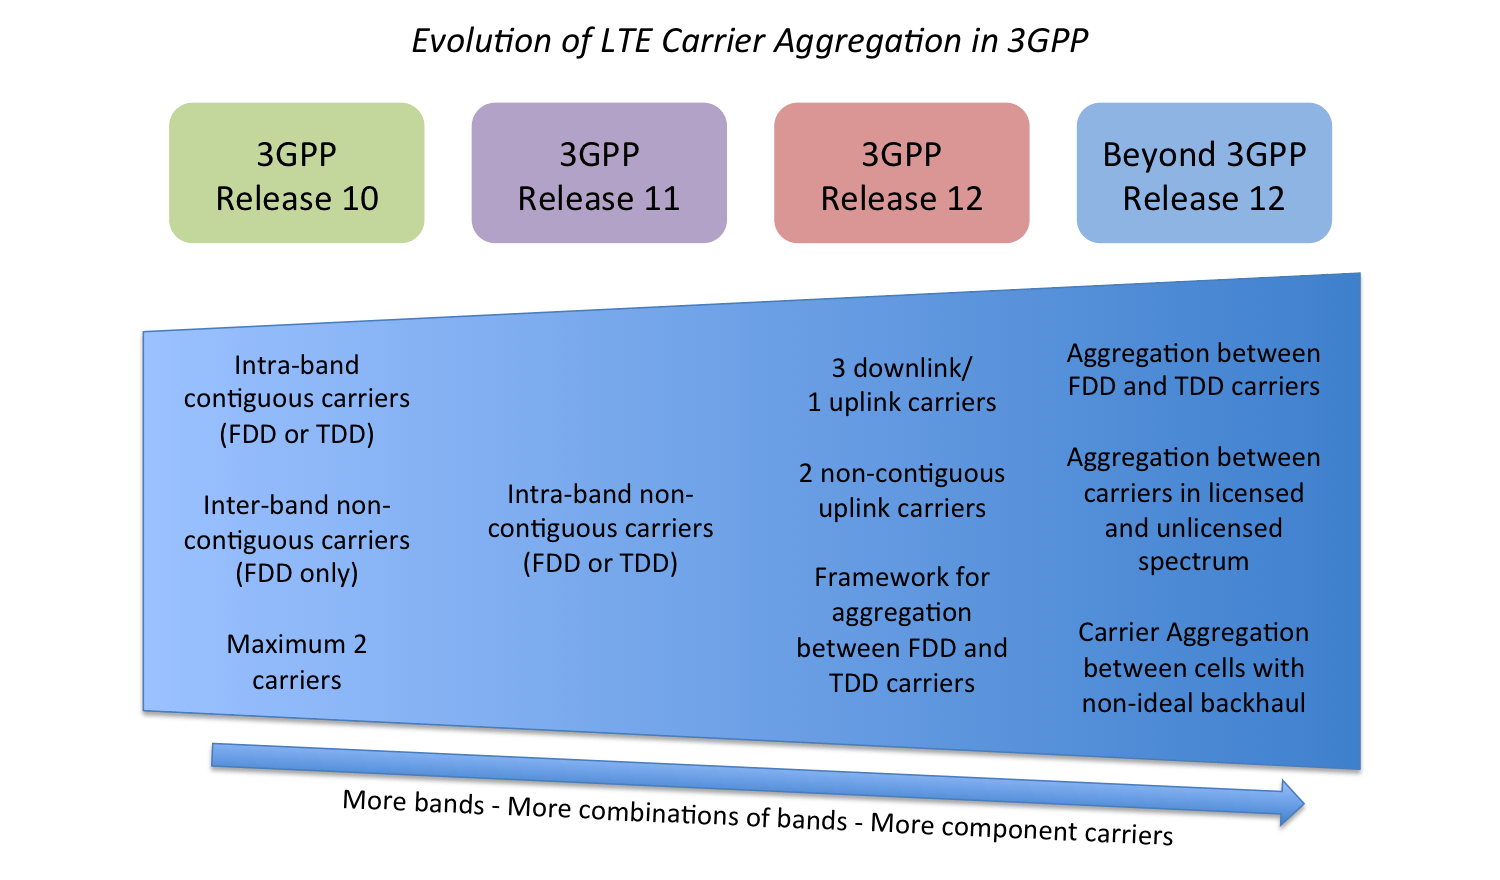 Evolution of LTE Carrier Aggregation in 3GPP
3GPP
Release 10
3GPP
Release 11
3GPP
Release 12
Beyond 3GPP
Release 12
Intra-band
contiguous carriers
(FDD or TDD)
Inter-band non-
contiguous carriers
(FDD only)
Maximum 2
carriers
Intra-band non-
contiguous carriers
(FDD or TDD)
3 downlink/
1 uplink carriers
2 non-contiguous
uplink carriers
Framework for
aggregation
between FDD and
TDD carriers
Aggregation between
FDD and TDD carriers
Aggregation between
carriers in licensed
and unlicensed
spectrum
Carrier Aggregation
between cells with
non-ideal backhaul
More bands - More combinations of bands - More component carriers